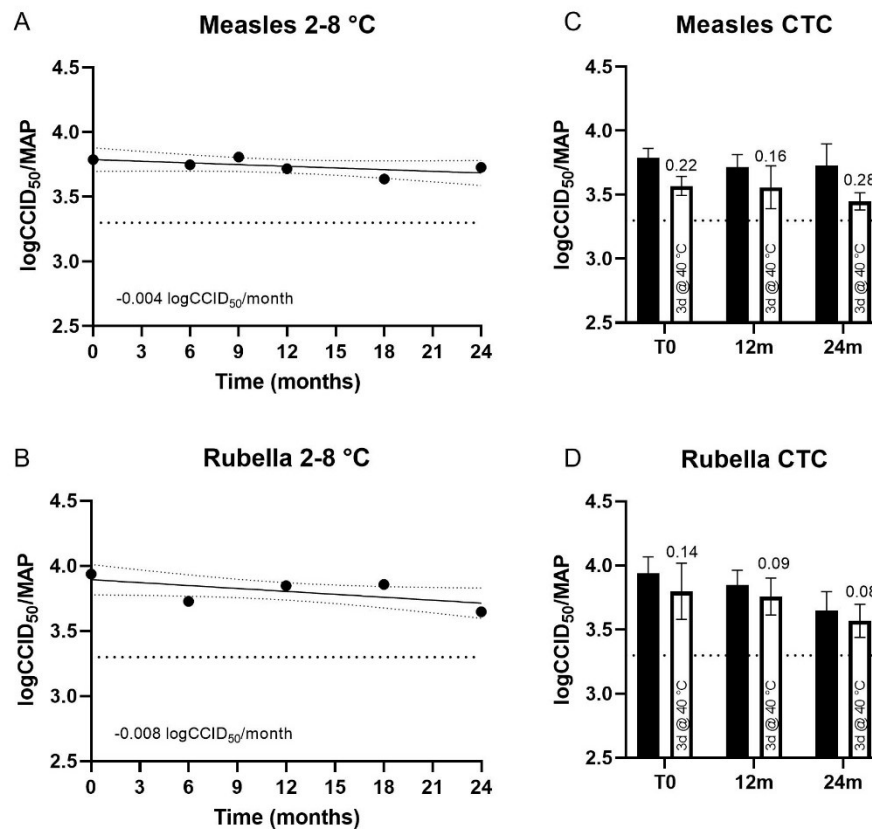 A
Measles 2-8 °C
logCCID50/MAP
4.5
4.0
3.5
3.0
2.5
-0.004 logCCID50/month
0 3 6 9 12 15 18 21 24
Time (months)
C
Measles CTC
logCCID50/MAP
4.5
4.0
3.5
3.0
2.5
0.22
0.16
0.28
3d @ 40 °C
3d @ 40 °C
3d @ 40 °C
T0 12m 24m
B
Rubella 2-8 °C
logCCID50/MAP
4.5
4.0
3.5
3.0
2.5
-0.008 logCCID50/month
0 3 6 9 12 15 18 21 24
Time (months)
D
Rubella CTC
logCCID50/MAP
4.5
4.0
3.5
3.0
2.5
0.14
0.09
0.08
3d @ 40 °C
3d @ 40 °C
3d @ 40 °C
T0 12m 24m